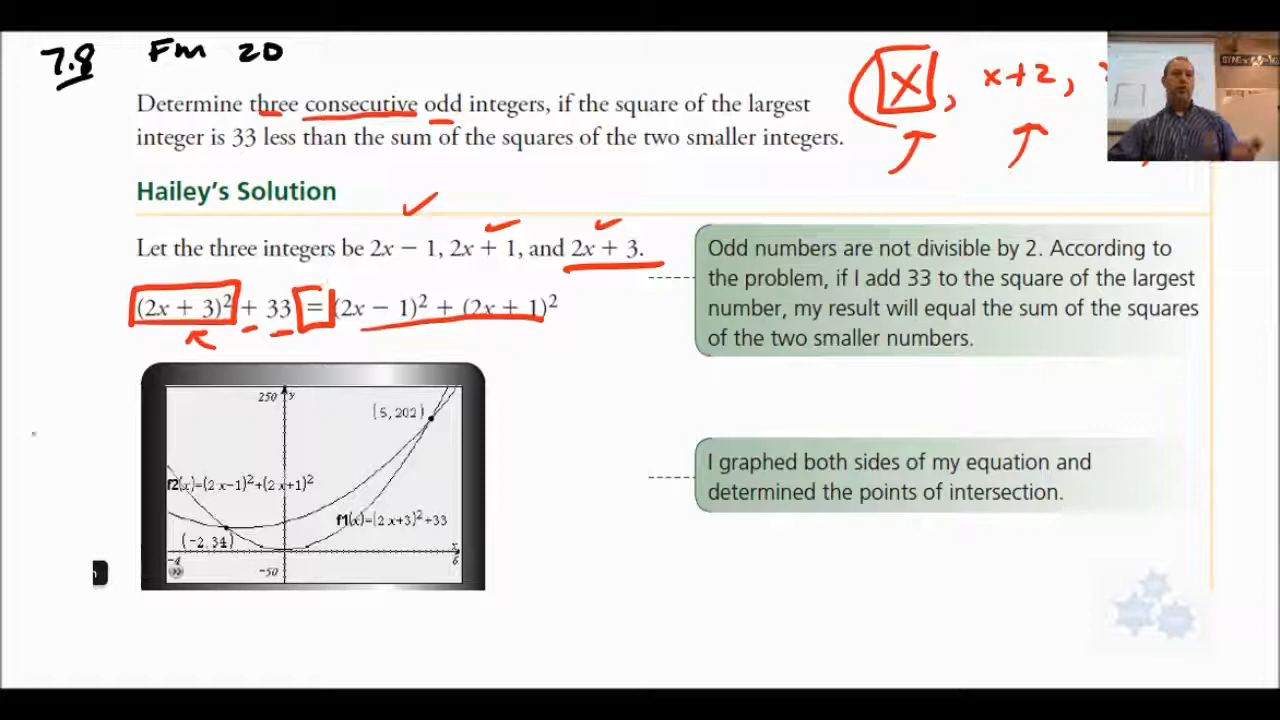 7.8 Fm 20
x, x+2,
Determine three consecutive odd integers, if the square of the largest
integer is 33 less than the sum of the squares of the two smaller integers.
Hailey's Solution
Let the three integers be 2x − 1, 2x + 1, and 2x + 3.
(2x + 3)² + 33 = (2x − 1)² + (2x + 1)²
Odd numbers are not divisible by 2. According to
the problem, if I add 33 to the square of the largest
number, my result will equal the sum of the squares
of the two smaller numbers.
250 y
(5,202)
f2(x)=(2x-1)²+(2x+1)²
f1(x)=(2x+3)²+33
(-2,34)
-4
x
6
-50
I graphed both sides of my equation and
determined the points of intersection.